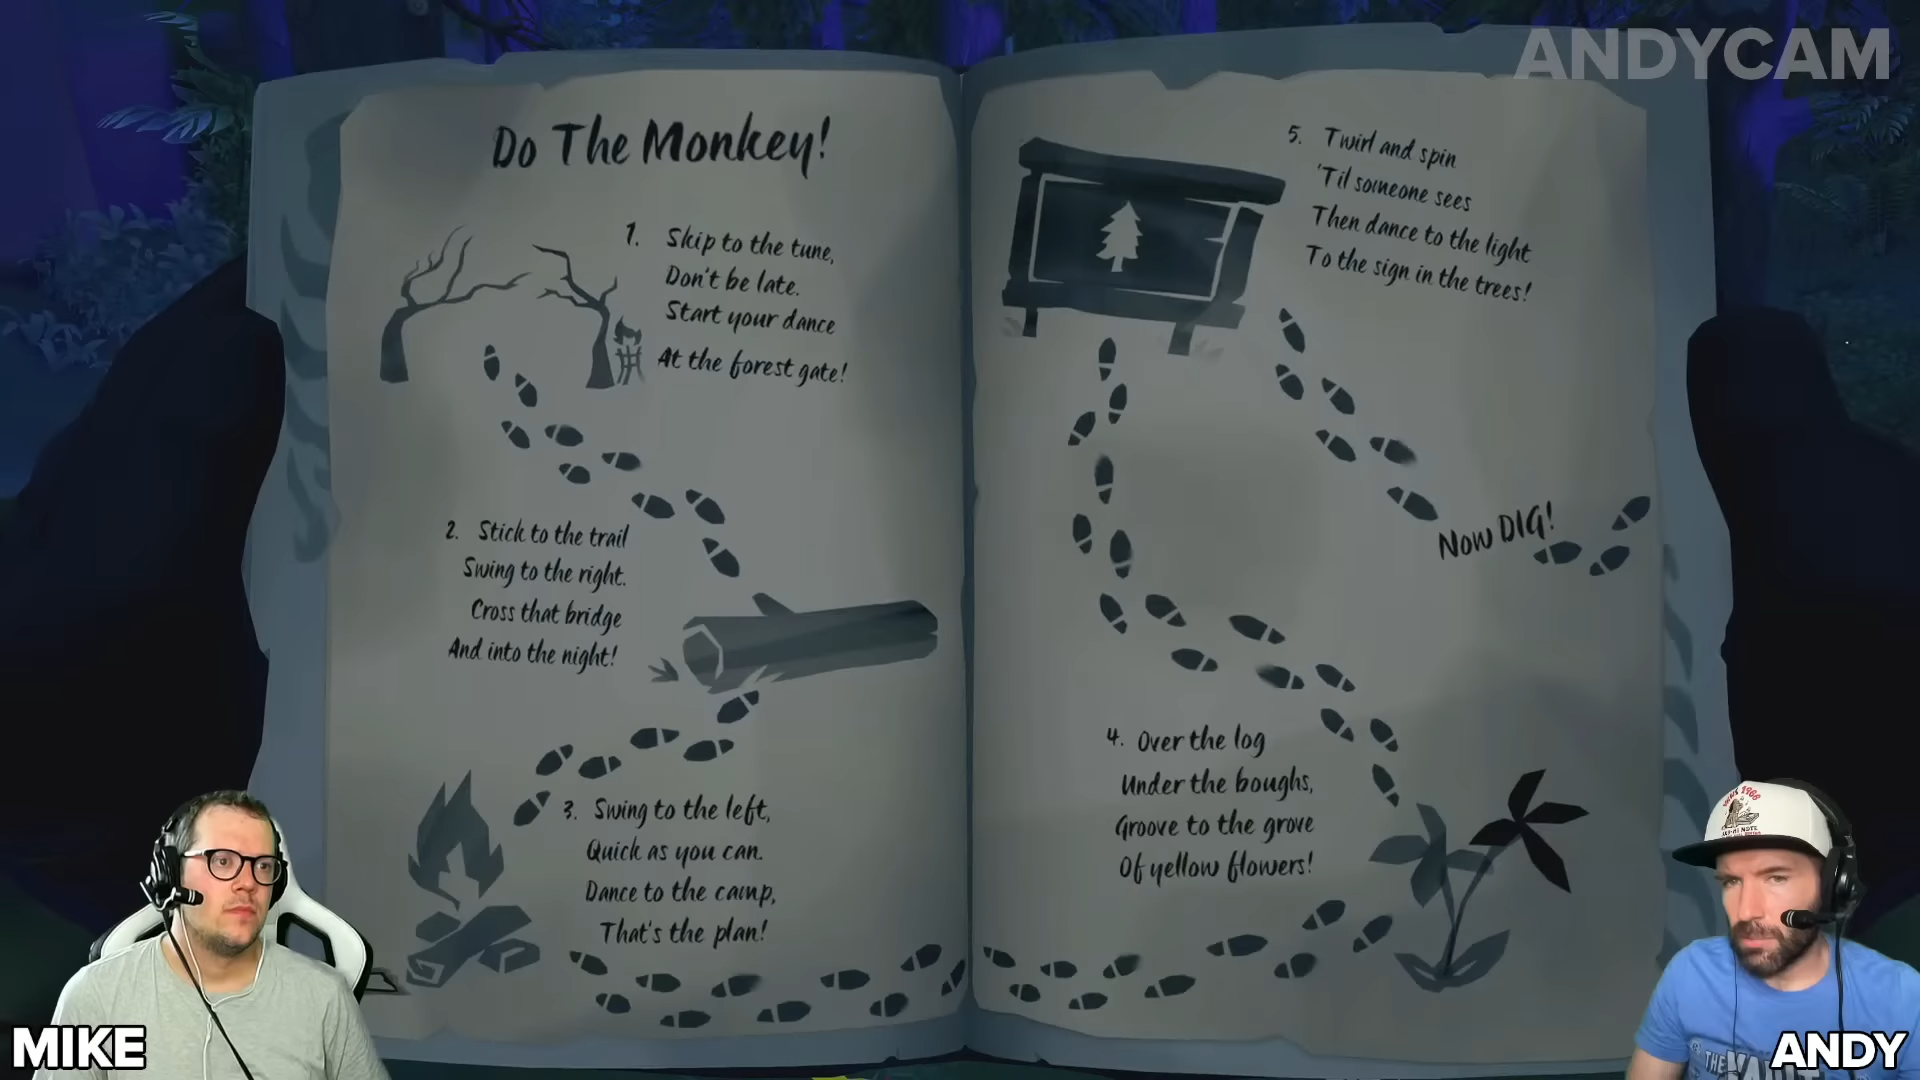 ANDYCAM
Do The Monkey!
1. Skip to the tune,
Don't be late.
Start your dance
At the forest gate!
2. Stick to the trail
Swing to the right.
Cross that bridge
And into the night!
3. Swing to the left,
Quick as you can.
Dance to the camp,
That's the plan!
4. Over the log
Under the boughs,
Groove to the grove
Of yellow flowers!
5. Twirl and spin
'Til someone sees
Then dance to the light
To the sign in the trees!
Now DIG!
MIKE
THE
ANDY